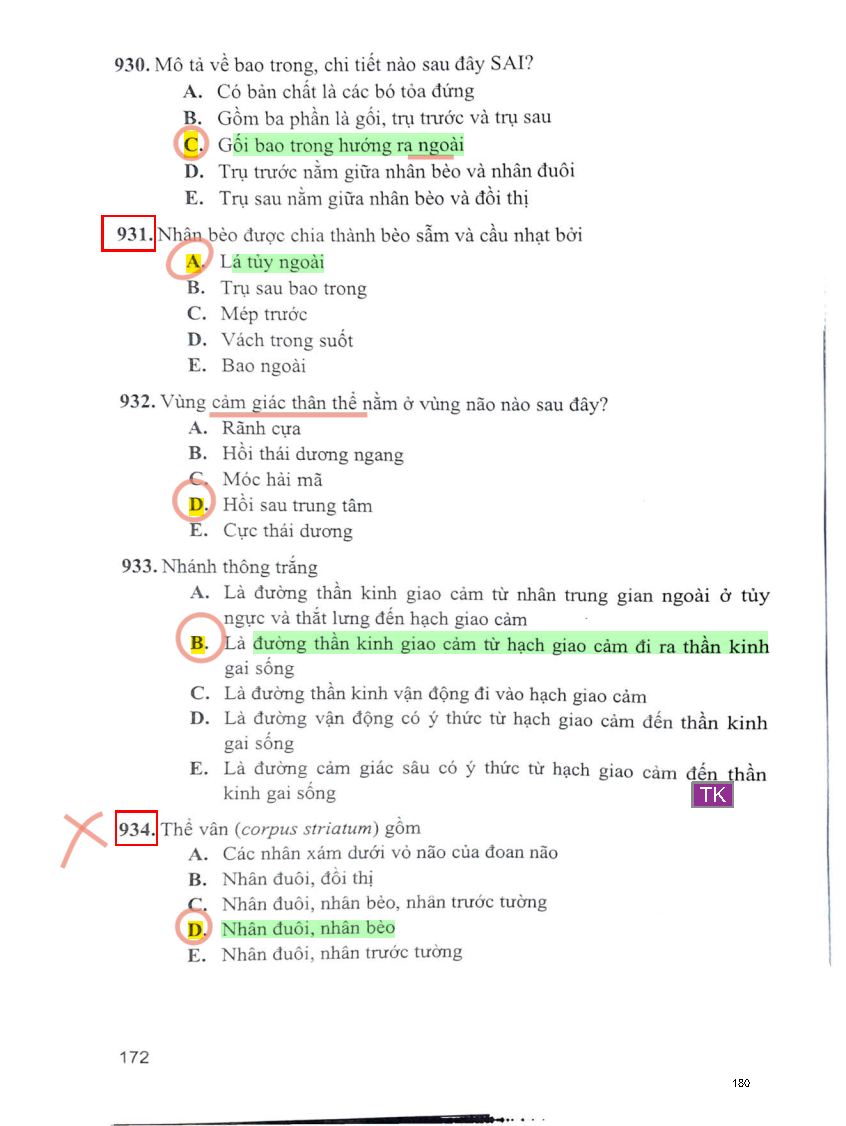 930. Mô tả về bao trong, chi tiết nào sau đây SAI?
A. Có bản chất là các bó tỏa đứng
B. Gồm ba phần là gối, trụ trước và trụ sau
C. Gối bao trong hướng ra ngoài
D. Trụ trước nằm giữa nhân bèo và nhân đuôi
E. Trụ sau nằm giữa nhân bèo và đồi thị
931. Nhân bèo được chia thành bèo sẫm và cầu nhạt bởi
A. Lá tủy ngoài
B. Trụ sau bao trong
C. Mép trước
D. Vách trong suốt
E. Bao ngoài
932. Vùng cảm giác thân thể nằm ở vùng não nào sau đây?
A. Rãnh cựa
B. Hồi thái dương ngang
C. Móc hải mã
D. Hồi sau trung tâm
E. Cực thái dương
933. Nhánh thông trắng
A. Là đường thần kinh giao cảm từ nhân trung gian ngoài ở tủy
ngực và thắt lưng đến hạch giao cảm
B. Là đường thần kinh giao cảm từ hạch giao cảm đi ra thần kinh
gai sống
C. Là đường thần kinh vận động đi vào hạch giao cảm
D. Là đường vận động có ý thức từ hạch giao cảm đến thần kinh
gai sống
E. Là đường cảm giác sâu có ý thức từ hạch giao cảm đến thần
kinh gai sống
TK
934. Thể vân (corpus striatum) gồm
A. Các nhân xám dưới vỏ não của đoan não
B. Nhân đuôi, đồi thị
C. Nhân đuôi, nhân bèo, nhân trước tường
D. Nhân đuôi, nhân bèo
E. Nhân đuôi, nhân trước tường
172
180